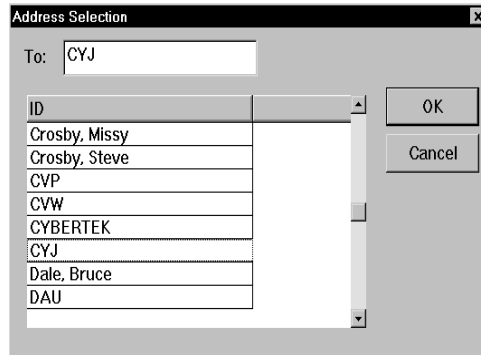 Address Selection
To: CYJ
ID
OK
Crosby, Missy
Crosby, Steve
Cancel
CVP
CVW
CYBERTEK
CYJ
Dale, Bruce
DAU